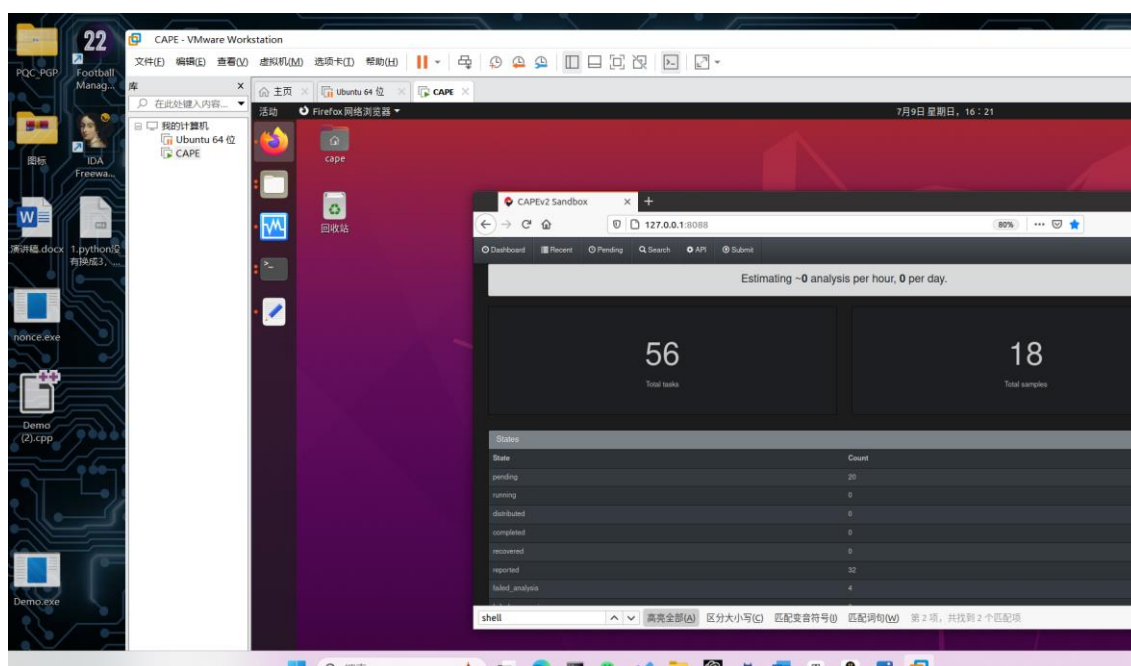 PQC_PGP
22
Football
Manag...
图标
IDA
Freewa...
演讲稿.docx
1.python没
有换成3，...
nonce.exe
Demo
(2).cpp
Demo.exe
CAPE - VMware Workstation
文件(F) 编辑(E) 查看(V) 虚拟机(M) 选项卡(T) 帮助(H)
库
在此处键入内容...
我的计算机
Ubuntu 64 位
CAPE
主页
Ubuntu 64 位
CAPE
活动
Firefox 网络浏览器
7月9日 星期日，16：21
cape
回收站
CAPEv2 Sandbox
127.0.0.1:8088
80%
Dashboard Recent Pending Search API Submit
Estimating ~0 analysis per hour, 0 per day.
56
Total tasks
18
Total samples
States
State Count
pending 20
running 0
distributed 0
completed 0
recovered 0
reported 32
failed_analysis 4
shell
高亮全部(A) 区分大小写(C) 匹配变音符号(I) 匹配词句(W) 第 2 项，共找到 2 个匹配项